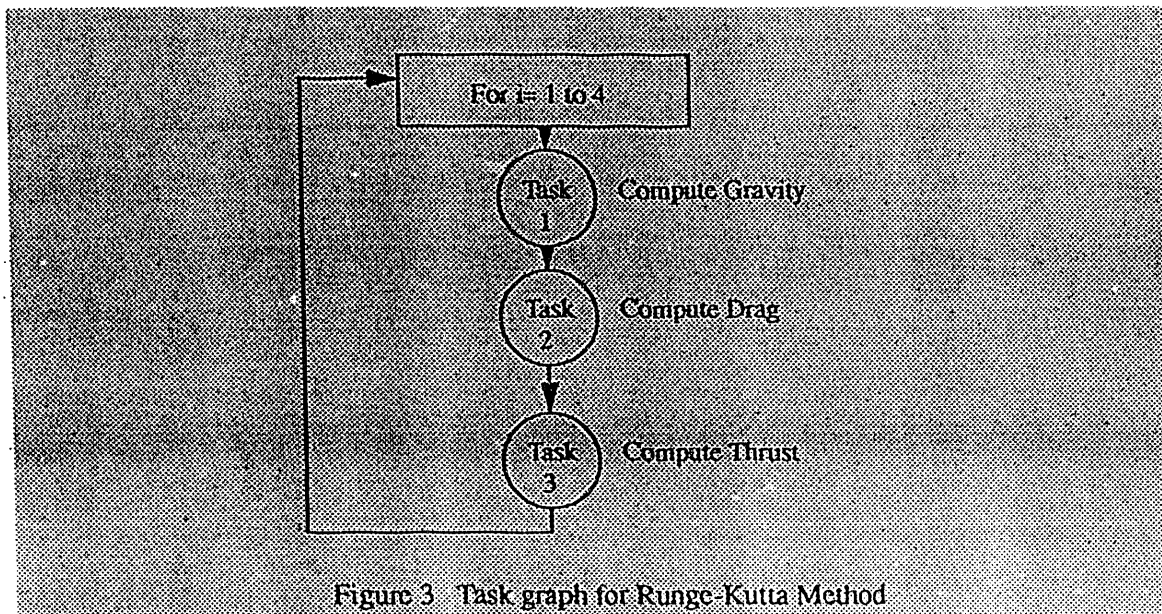 For i= 1 to 4
Task
1
Compute Gravity
Task
2
Compute Drag
Task
3
Compute Thrust
Figure 3 Task graph for Runge-Kutta Method